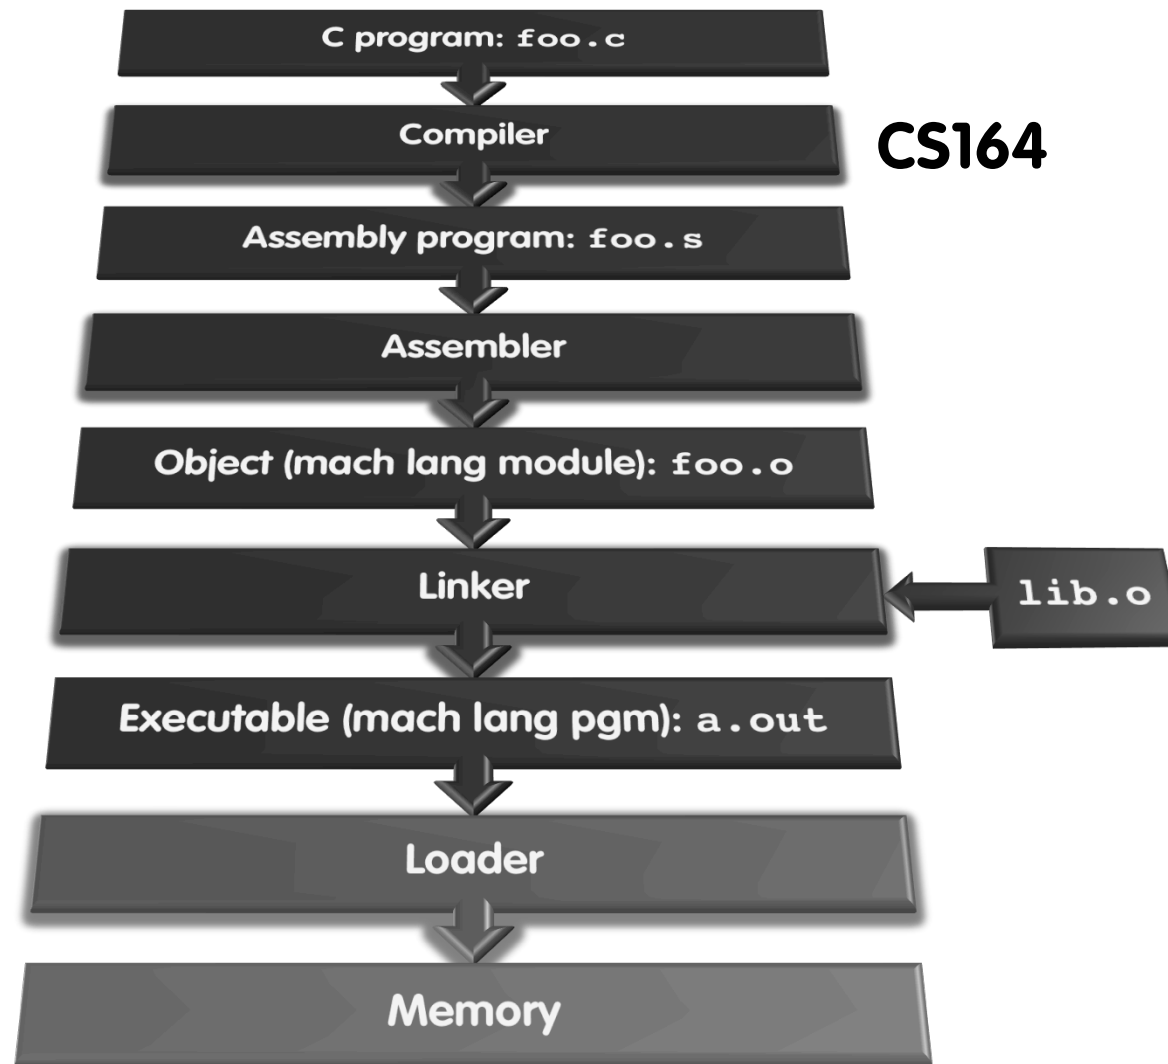 C program: foo.c
Compiler
CS164
Assembly program: foo.s
Assembler
Object (mach lang module): foo.o
Linker
lib.o
Executable (mach lang pgm): a.out
Loader
Memory